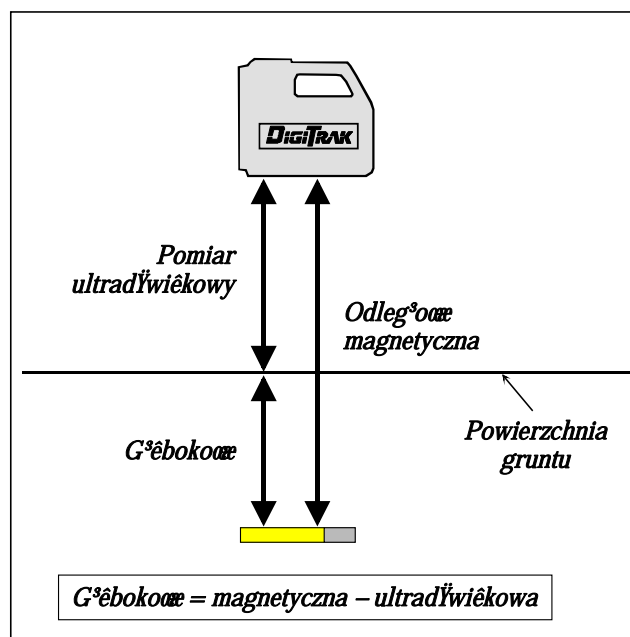 DIGITRAK
Pomiar
ultradŸwiêkowy
Odleg³oœæ
magnetyczna
G³êbokoœæ
Powierzchnia
gruntu
G³êbokoœæ = magnetyczna – ultradŸwiêkowa